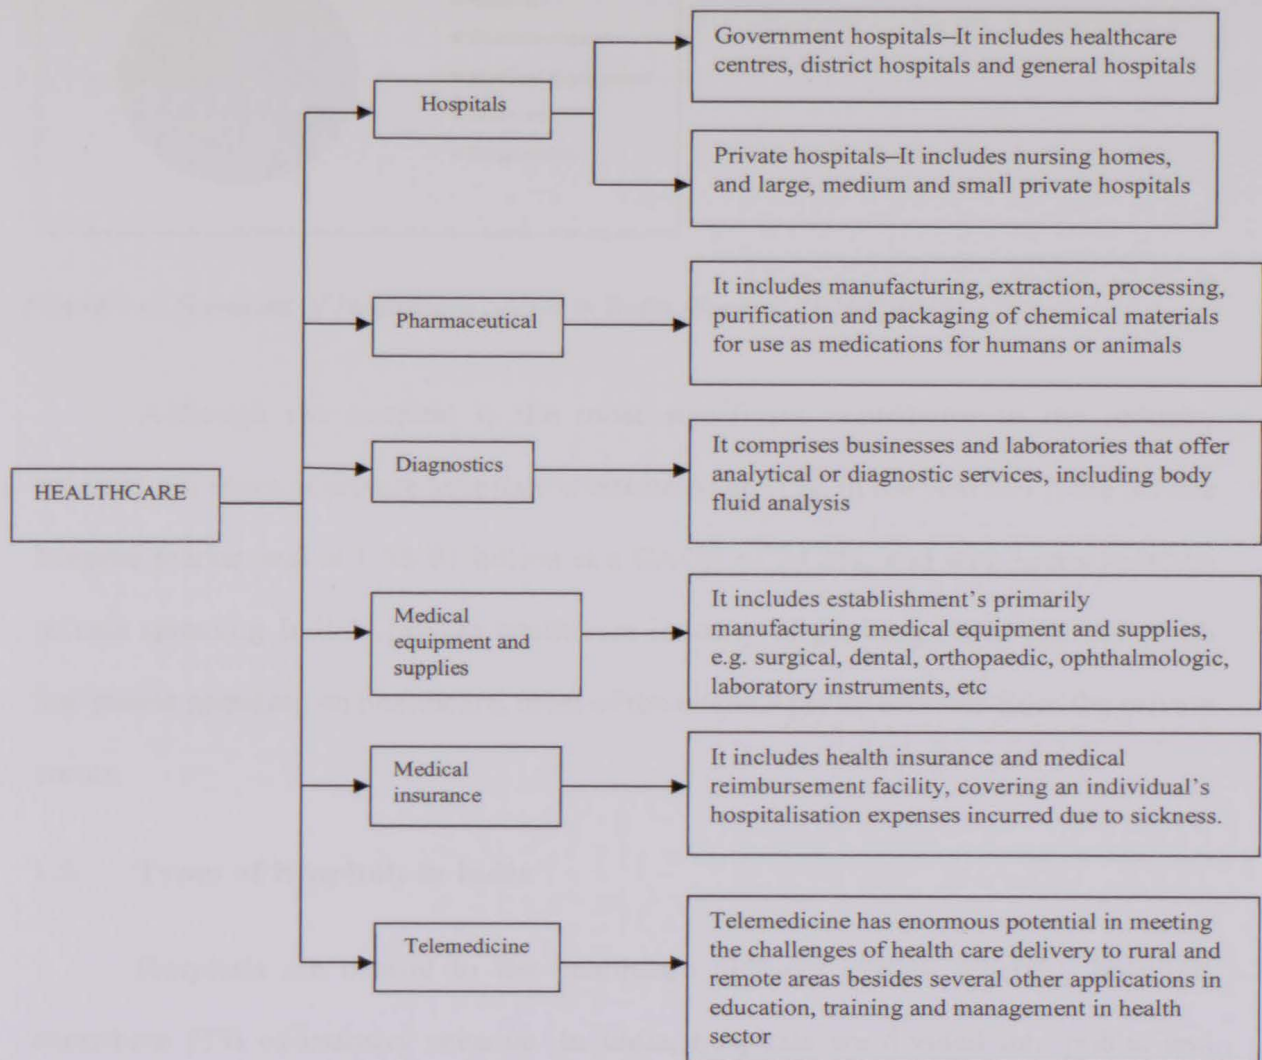 HEALTHCARE
Hospitals
Government hospitals–It includes healthcare
centres, district hospitals and general hospitals
Private hospitals–It includes nursing homes,
and large, medium and small private hospitals
Pharmaceutical
It includes manufacturing, extraction, processing,
purification and packaging of chemical materials
for use as medications for humans or animals
Diagnostics
It comprises businesses and laboratories that offer
analytical or diagnostic services, including body
fluid analysis
Medical
equipment and
supplies
It includes establishment’s primarily
manufacturing medical equipment and supplies,
e.g. surgical, dental, orthopaedic, ophthalmologic,
laboratory instruments, etc
Medical
insurance
It includes health insurance and medical
reimbursement facility, covering an individual’s
hospitalisation expenses incurred due to sickness.
Telemedicine
Telemedicine has enormous potential in meeting
the challenges of health care delivery to rural and
remote areas besides several other applications in
education, training and management in health
sector